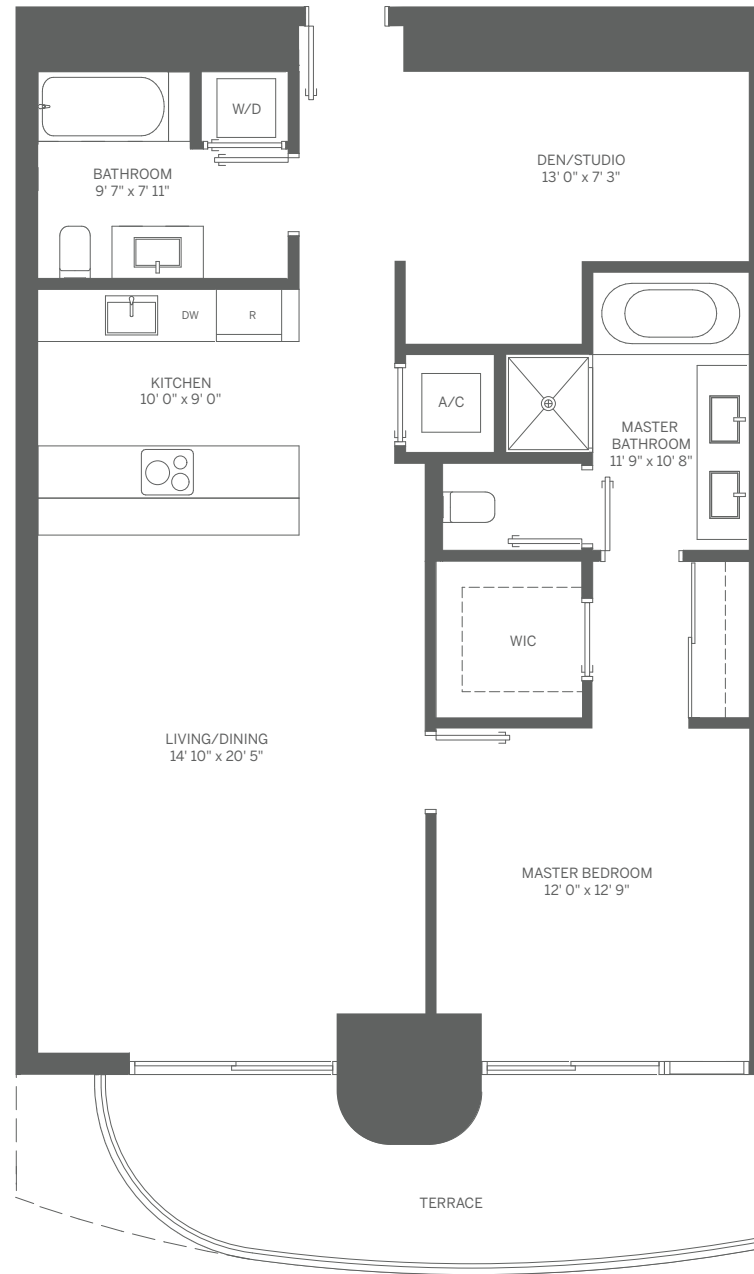 W/D
BATHROOM
9' 7" x 7' 11"
DEN/STUDIO
13' 0" x 7' 3"
DW
R
KITCHEN
10' 0" x 9' 0"
A/C
MASTER
BATHROOM
11' 9" x 10' 8"
WIC
LIVING/DINING
14' 10" x 20' 5"
MASTER BEDROOM
12' 0" x 12' 9"
TERRACE